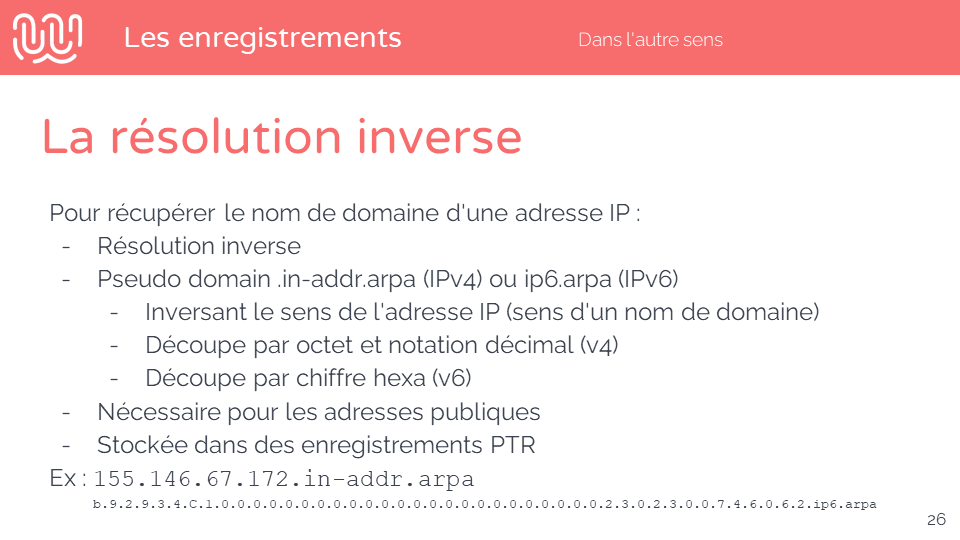 Les enregistrements
Dans l'autre sens
La résolution inverse
Pour récupérer le nom de domaine d'une adresse IP :
- Résolution inverse
- Pseudo domain .in-addr.arpa (IPv4) ou ip6.arpa (IPv6)
- Inversant le sens de l'adresse IP (sens d'un nom de domaine)
- Découpe par octet et notation décimal (v4)
- Découpe par chiffre hexa (v6)
- Nécessaire pour les adresses publiques
- Stockée dans des enregistrements PTR
Ex : 155.146.67.172.in-addr.arpa
b.9.2.9.3.4.C.1.0.0.0.0.0.0.0.0.0.0.0.0.0.0.0.0.0.0.0.0.0.0.0.0.2.3.0.2.3.0.0.7.4.6.0.6.2.ip6.arpa
26